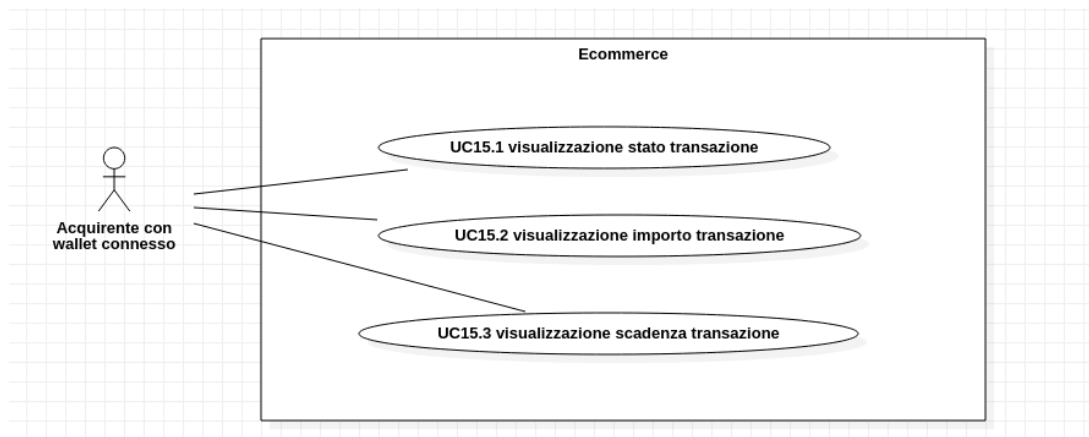 Ecommerce
UC15.1 visualizzazione stato transazione
Acquirente con
wallet connesso
UC15.2 visualizzazione importo transazione
UC15.3 visualizzazione scadenza transazione